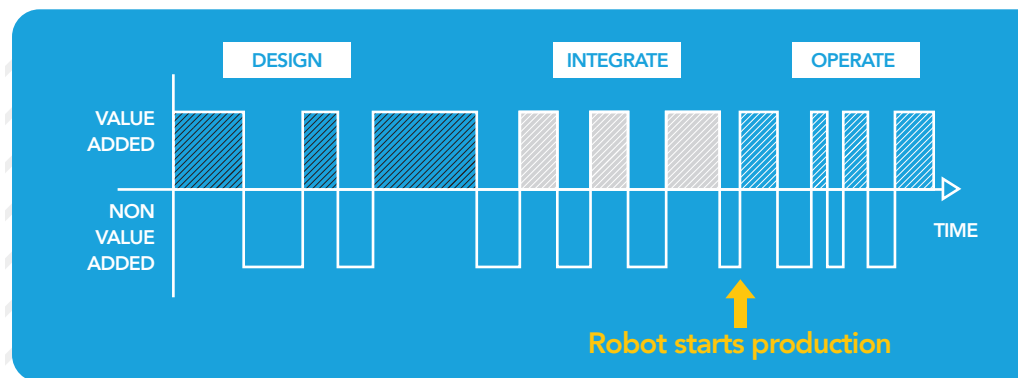 DESIGN
INTEGRATE
OPERATE
VALUE
ADDED
NON
VALUE
ADDED
TIME
Robot starts production